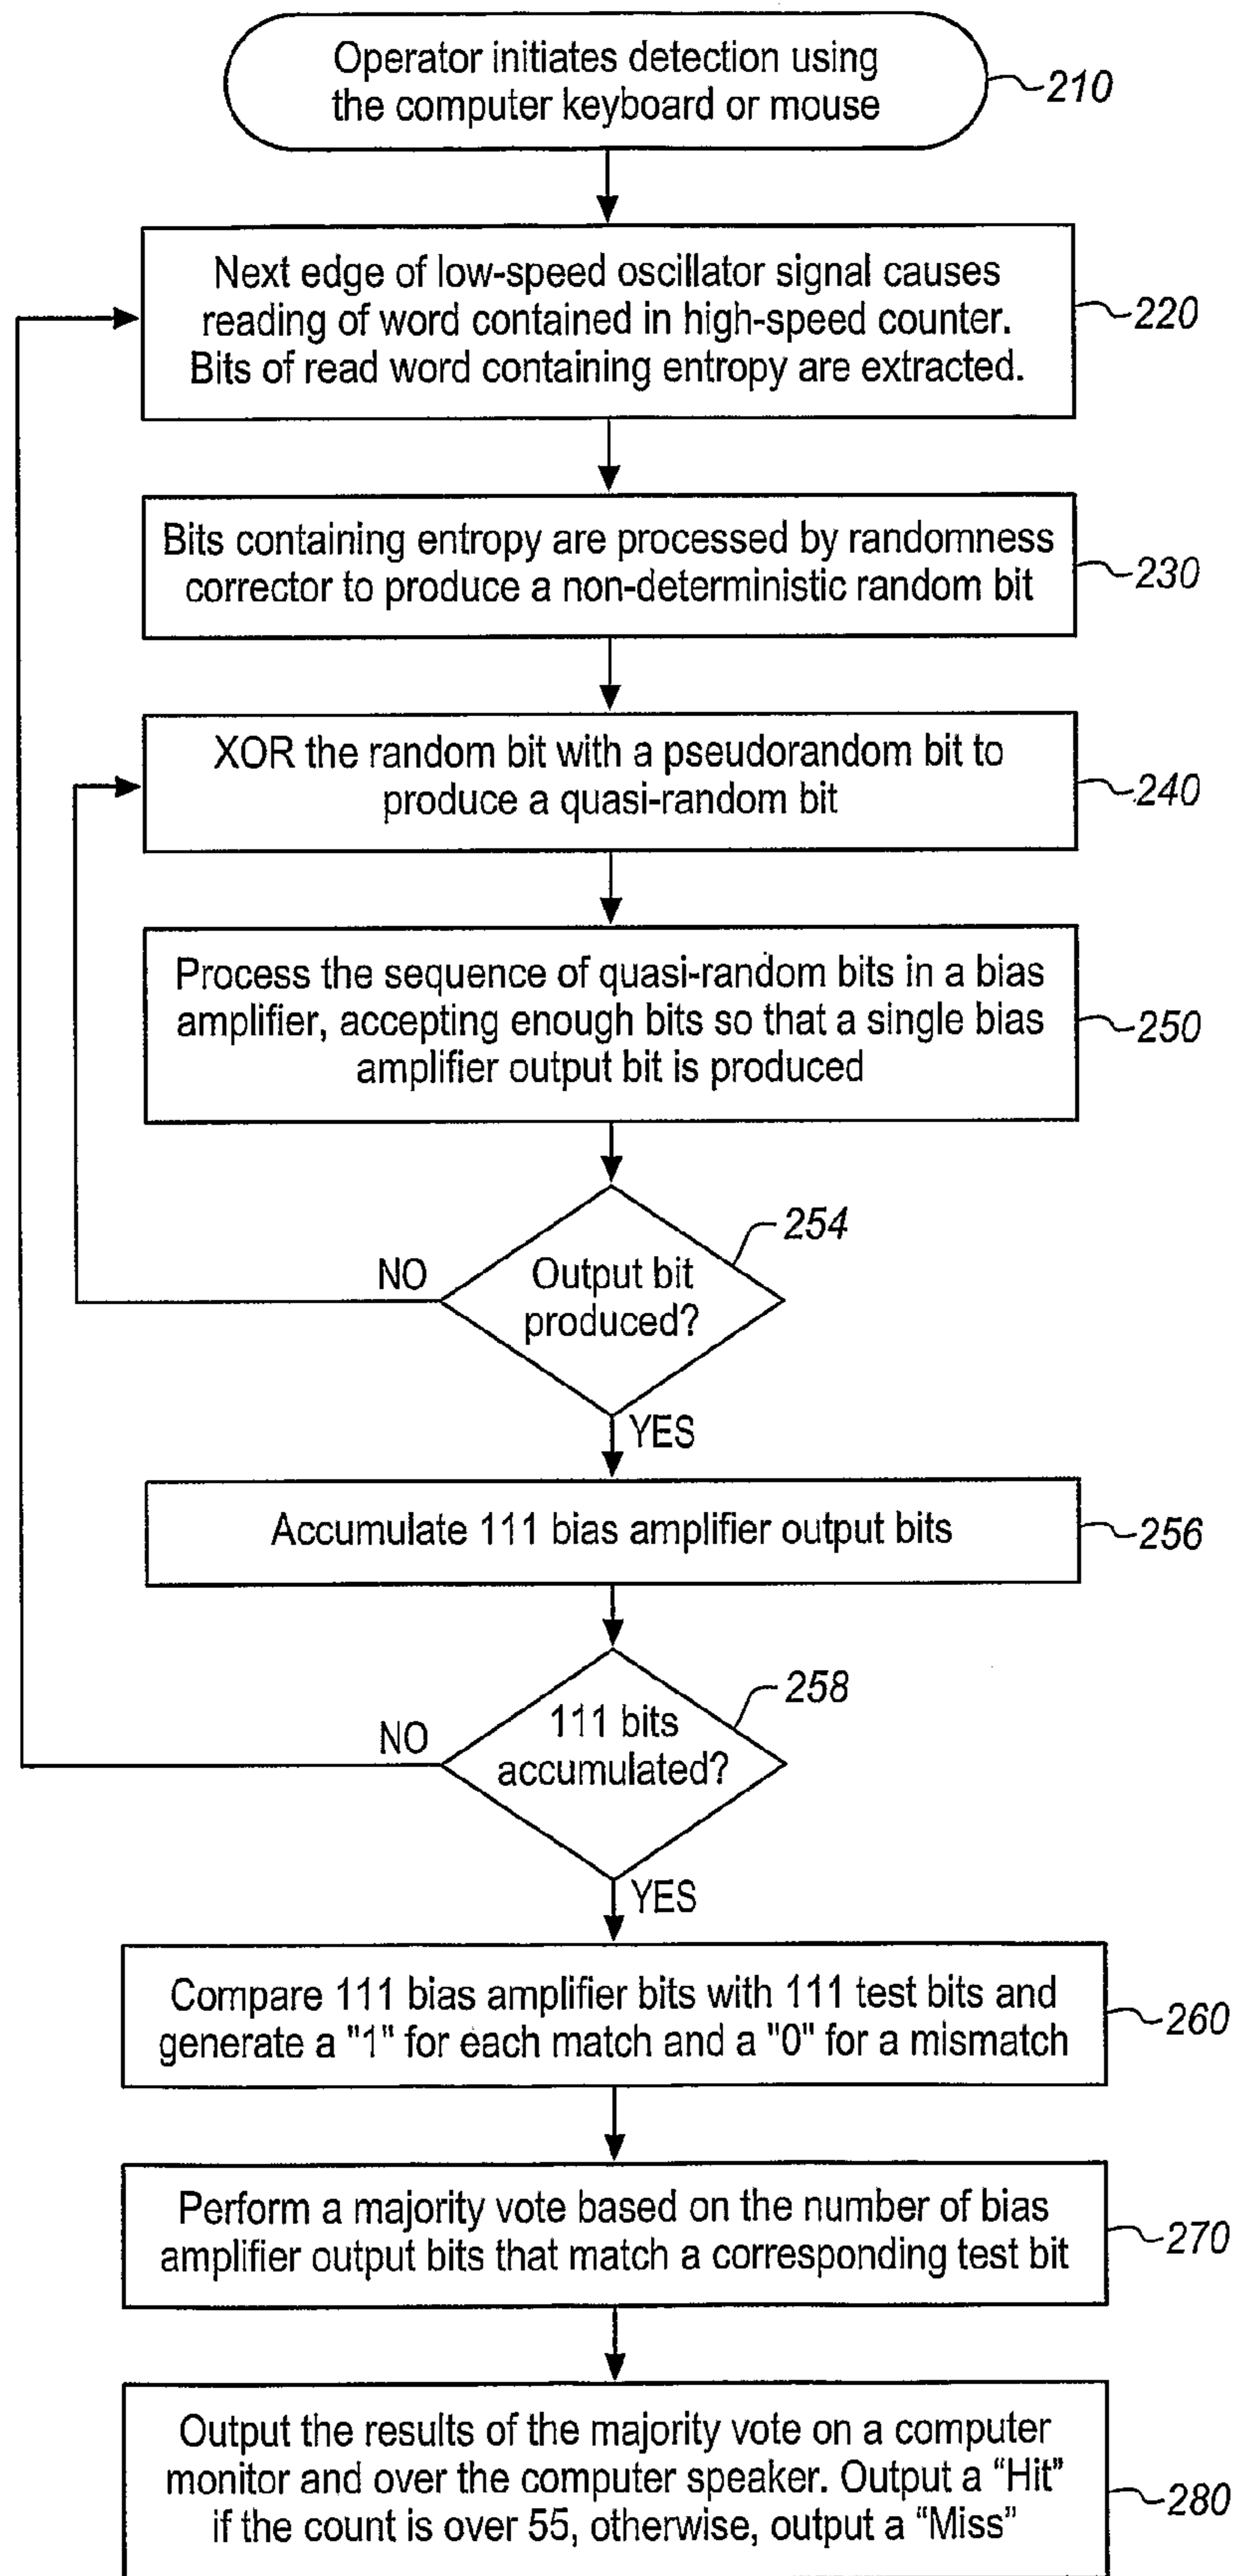 Operator initiates detection using
the computer keyboard or mouse
210
Next edge of low-speed oscillator signal causes
reading of word contained in high-speed counter.
Bits of read word containing entropy are extracted.
220
Bits containing entropy are processed by randomness
corrector to produce a non-deterministic random bit
230
XOR the random bit with a pseudorandom bit to
produce a quasi-random bit
240
Process the sequence of quasi-random bits in a bias
amplifier, accepting enough bits so that a single bias
amplifier output bit is produced
250
254
NO
Output bit
produced?
YES
Accumulate 111 bias amplifier output bits
256
258
NO
111 bits
accumulated?
YES
Compare 111 bias amplifier bits with 111 test bits and
generate a "1" for each match and a "0" for a mismatch
260
Perform a majority vote based on the number of bias
amplifier output bits that match a corresponding test bit
270
Output the results of the majority vote on a computer
monitor and over the computer speaker. Output a “Hit”
if the count is over 55, otherwise, output a “Miss”
280